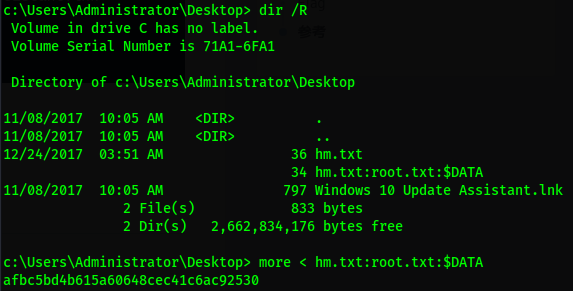 c:\Users\Administrator\Desktop> dir /R
Volume in drive C has no label.
Volume Serial Number is 71A1-6FA1
Directory of c:\Users\Administrator\Desktop
11/08/2017  10:05 AM    <DIR>          .
11/08/2017  10:05 AM    <DIR>          ..
12/24/2017  03:51 AM                36 hm.txt
                                    34 hm.txt:root.txt:$DATA
11/08/2017  10:05 AM               797 Windows 10 Update Assistant.lnk
               2 File(s)            833 bytes
               2 Dir(s)   2,662,834,176 bytes free
c:\Users\Administrator\Desktop> more < hm.txt:root.txt:$DATA
afbc5bd4b615a60648cec41c6ac92530